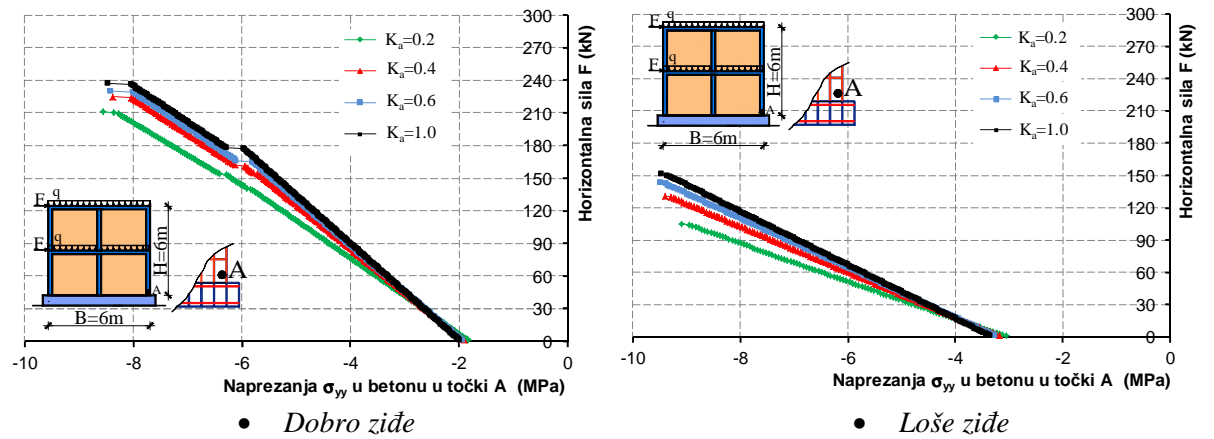 300
270
240
210
180
150
120
90
60
30
0
Horizontalna sila F (kN)
Kₐ=0.2
Kₐ=0.4
Kₐ=0.6
Kₐ=1.0
F q
F q
H=6m
A
B=6m
A
-10 -8 -6 -4 -2 0
Naprezanja σyy u betonu u točki A (MPa)
• Dobro ziđe
300
270
240
210
180
150
120
90
60
30
0
Horizontalna sila F (kN)
Kₐ=0.2
Kₐ=0.4
Kₐ=0.6
Kₐ=1.0
F q
F q
H=6m
A
B=6m
A
-10 -8 -6 -4 -2 0
Naprezanja σyy u betonu u točki A (MPa)
• Loše ziđe